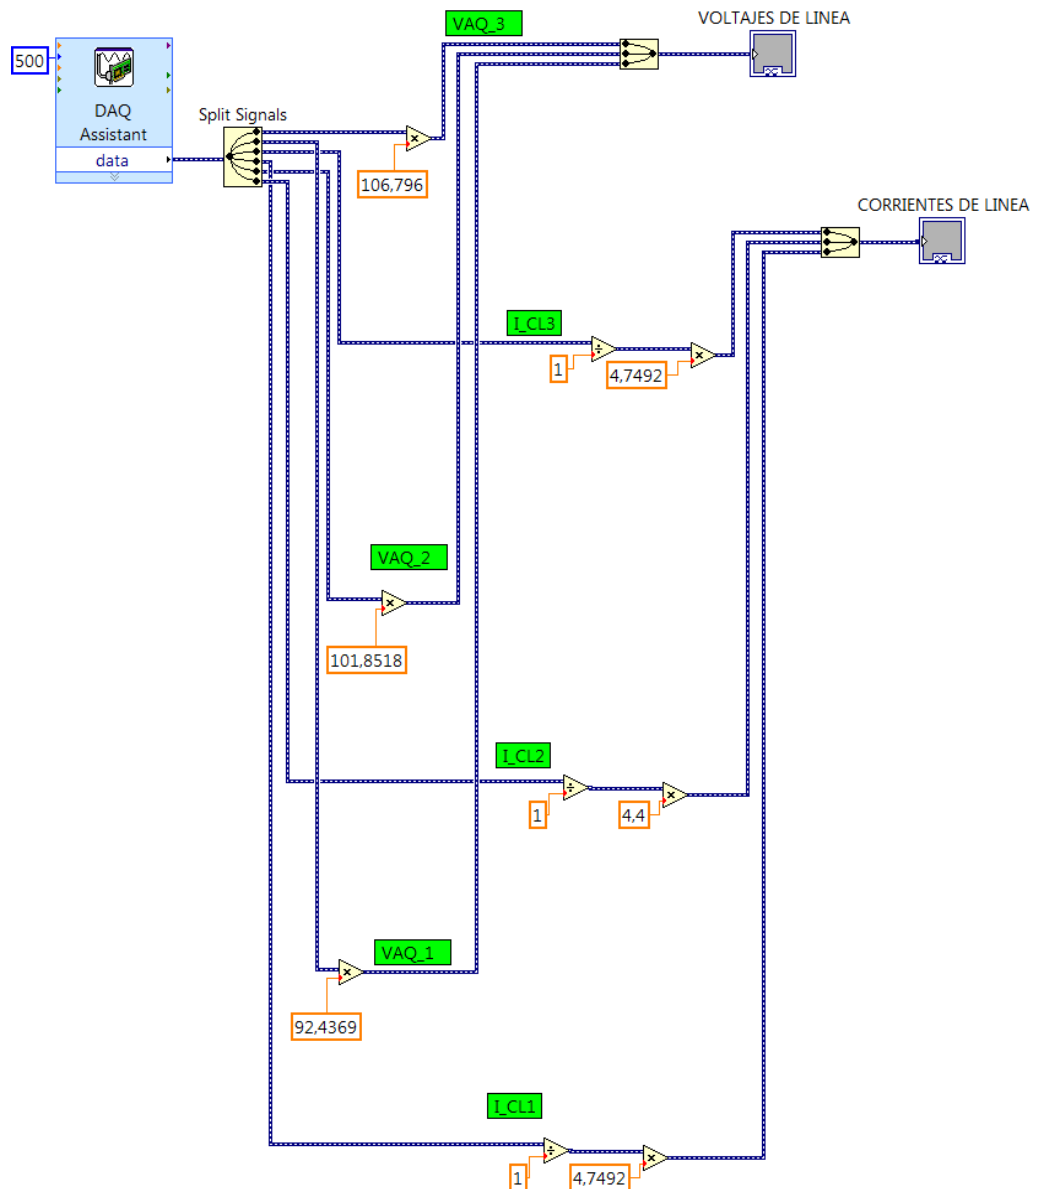 VAQ_3
VOLTAJES DE LINEA
500
DAQ
Assistant
data
Split Signals
106,796
CORRIENTES DE LINEA
I_CL3
1
4,7492
VAQ_2
101,8518
I_CL2
1
4,4
VAQ_1
92,4369
I_CL1
1
4,7492